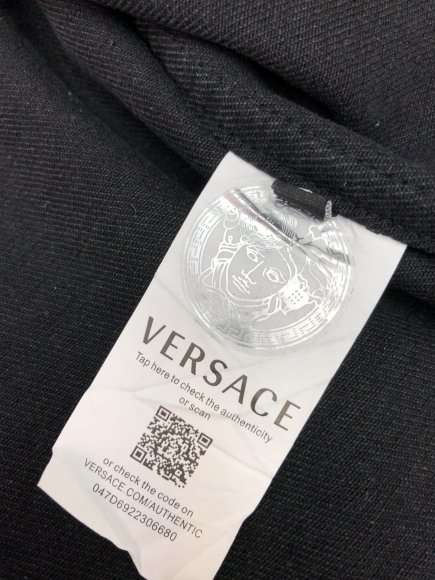 VERSACE
Tap here to check the authenticity
or scan
or check the code on
VERSACE.COM/AUTHENTIC
047D6922306680